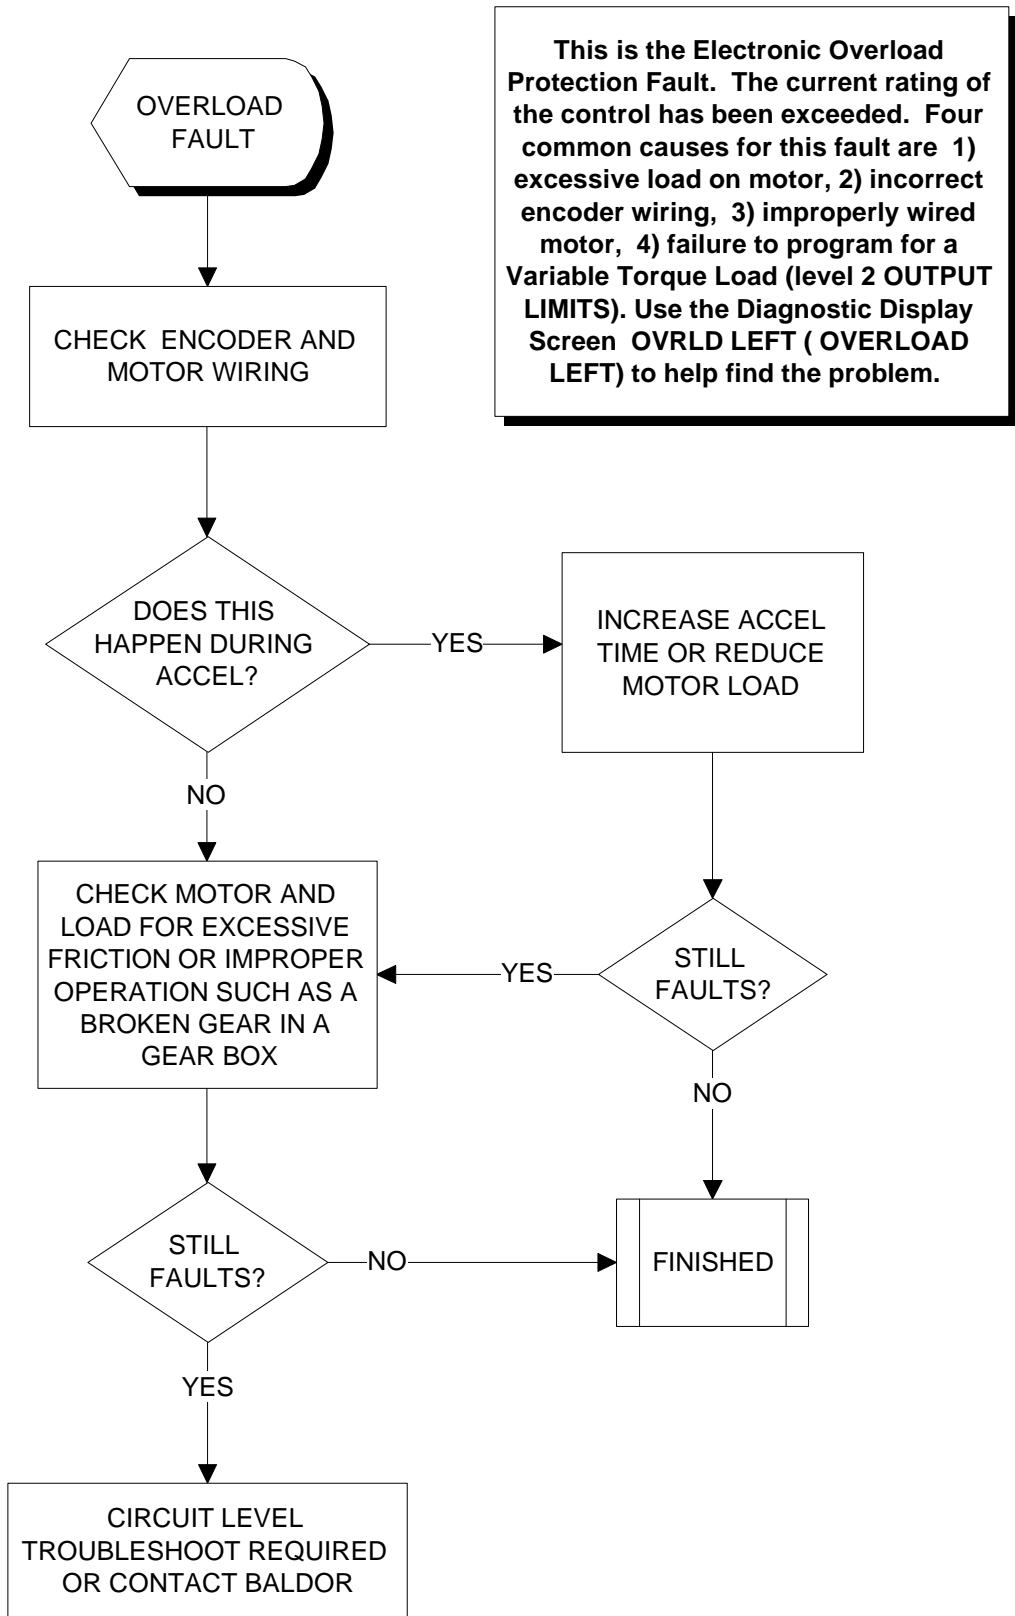 OVERLOAD
FAULT
This is the Electronic Overload
Protection Fault. The current rating of
the control has been exceeded. Four
common causes for this fault are 1)
excessive load on motor, 2) incorrect
encoder wiring, 3) improperly wired
motor, 4) failure to program for a
Variable Torque Load (level 2 OUTPUT
LIMITS). Use the Diagnostic Display
Screen OVRLD LEFT ( OVERLOAD
LEFT) to help find the problem.
CHECK ENCODER AND
MOTOR WIRING
DOES THIS
HAPPEN DURING
ACCEL?
YES
INCREASE ACCEL
TIME OR REDUCE
MOTOR LOAD
NO
CHECK MOTOR AND
LOAD FOR EXCESSIVE
FRICTION OR IMPROPER
OPERATION SUCH AS A
BROKEN GEAR IN A
GEAR BOX
YES
STILL
FAULTS?
NO
STILL
FAULTS?
NO
FINISHED
YES
CIRCUIT LEVEL
TROUBLESHOOT REQUIRED
OR CONTACT BALDOR